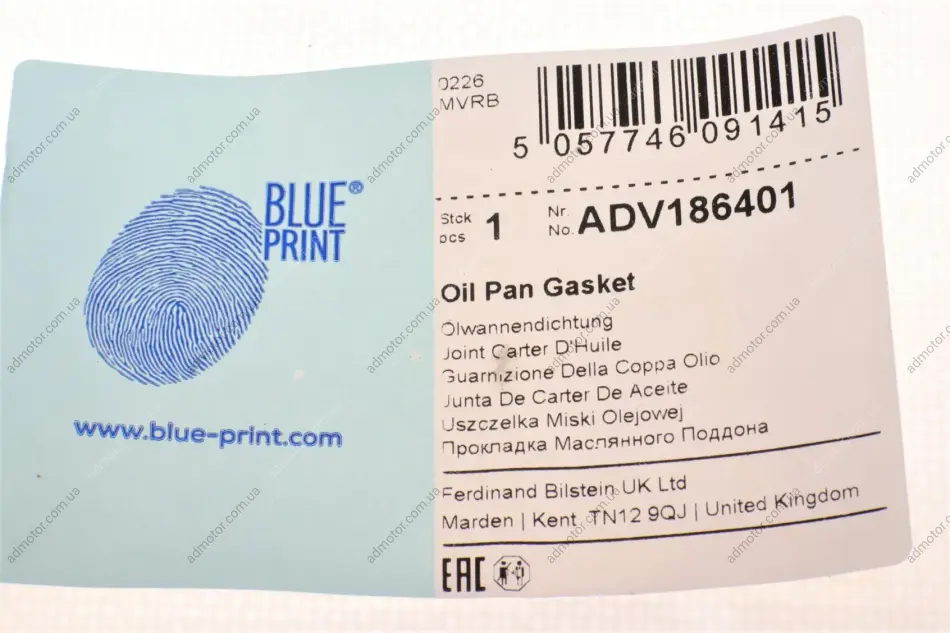 BLUE®
PRINT
www.blue-print.com
0226
MVRB
5 057746 091415
Stck
pcs
1
Nr.
No.
ADV186401
Oil Pan Gasket
Ölwannendichtung
Joint Carter D'Huile
Guarnizione Della Coppa Olio
Junta De Carter De Aceite
Uszczelka Miski Olejowej
Прокладка Маслянного Поддона
Ferdinand Bilstein UK Ltd
Marden | Kent TN12 9QJ | United Kingdom
EAC
admotor.com.ua